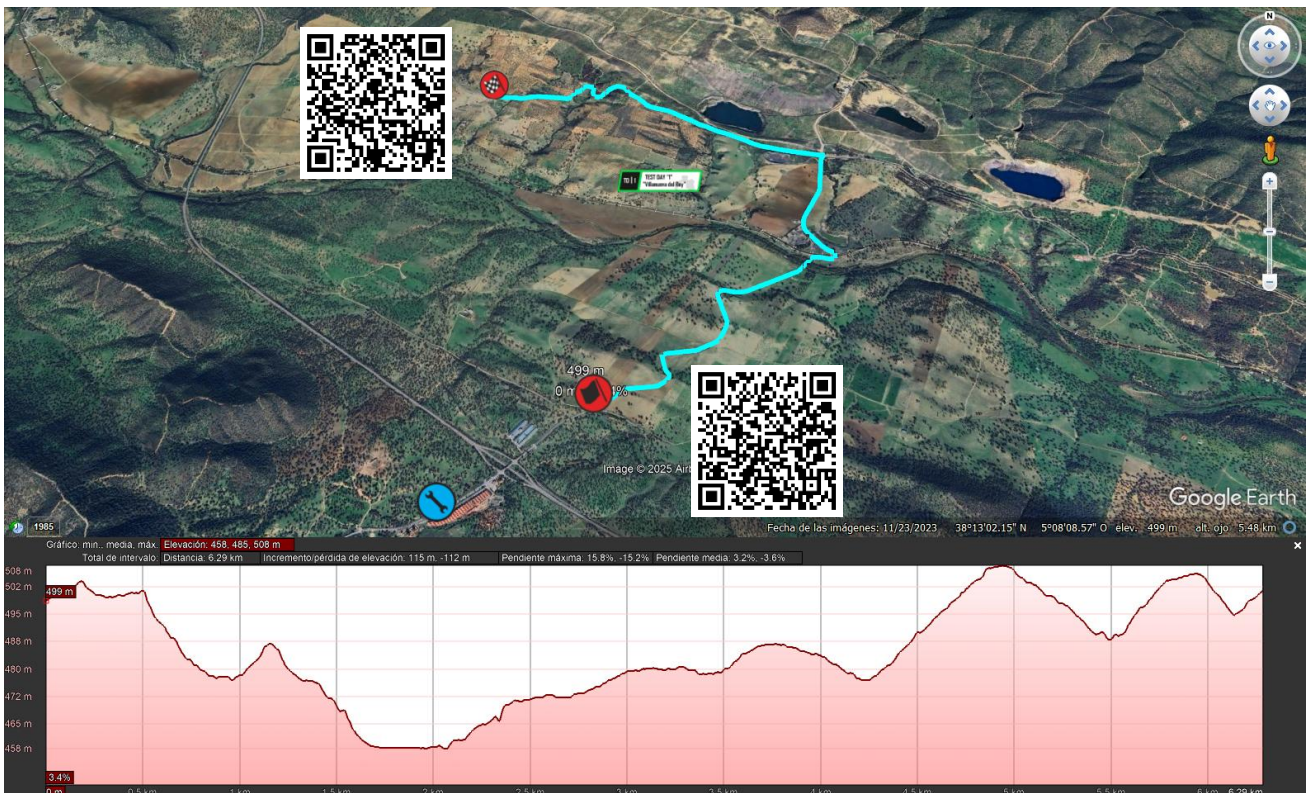 N
TD | 1
TEST DAY "1"
"Villanueva del Rey"
499 m
0 m
Image © 2025 Airb
Google Earth
1985
Fecha de las imágenes: 11/23/2023    38°13'02.15" N    5°08'08.57" O    elev.    499 m    alt. ojo    5.48 km
Gráfico: mín., media, máx. Elevación: 458, 485, 508 m
Total de intervalo: Distancia: 6.29 km    Incremento/pérdida de elevación: 115 m, -112 m    Pendiente máxima: 15.8%, -15.2%    Pendiente media: 3.2%, -3.6%
508 m
502 m
499 m
495 m
488 m
480 m
472 m
465 m
458 m
3.4%
0 m    0.5 km    1 km    1.5 km    2 km    2.5 km    3 km    3.5 km    4 km    4.5 km    5 km    5.5 km    6 km    6.29 km